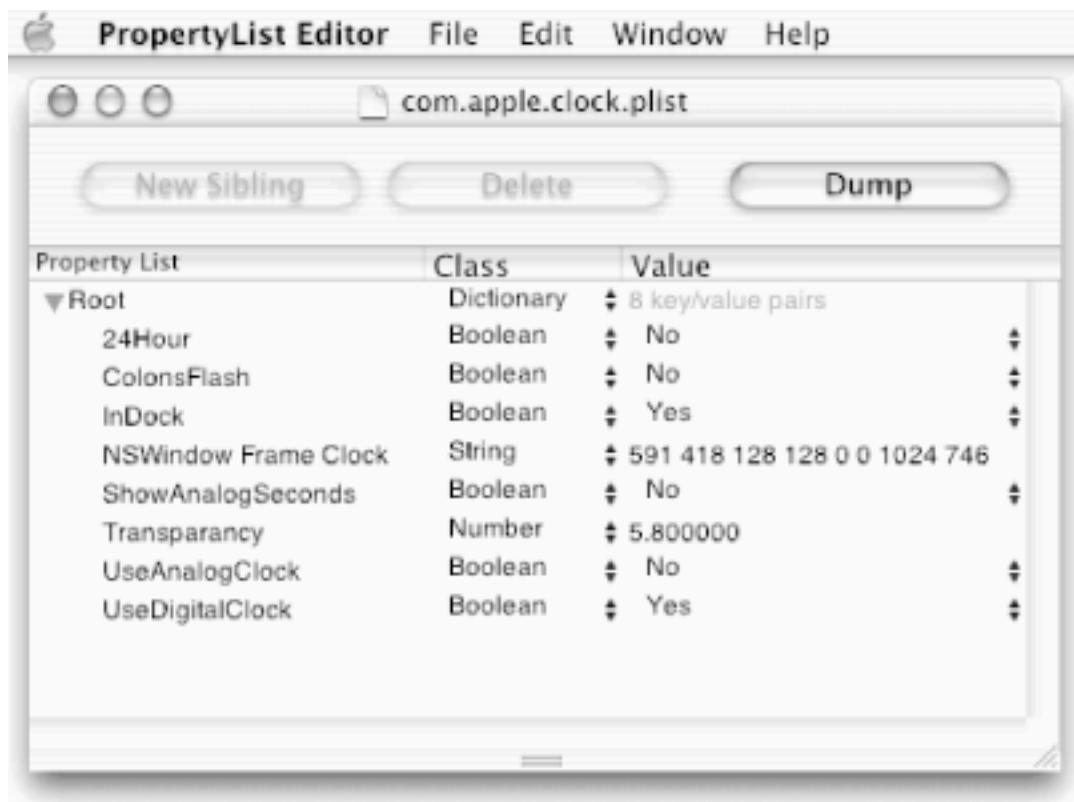 PropertyList Editor File Edit Window Help
com.apple.clock.plist
New Sibling Delete Dump
Property List Class Value
Root Dictionary 8 key/value pairs
24Hour Boolean No
ColonsFlash Boolean No
InDock Boolean Yes
NSWindow Frame Clock String 591 418 128 128 0 0 1024 746
ShowAnalogSeconds Boolean No
Transparancy Number 5.800000
UseAnalogClock Boolean No
UseDigitalClock Boolean Yes